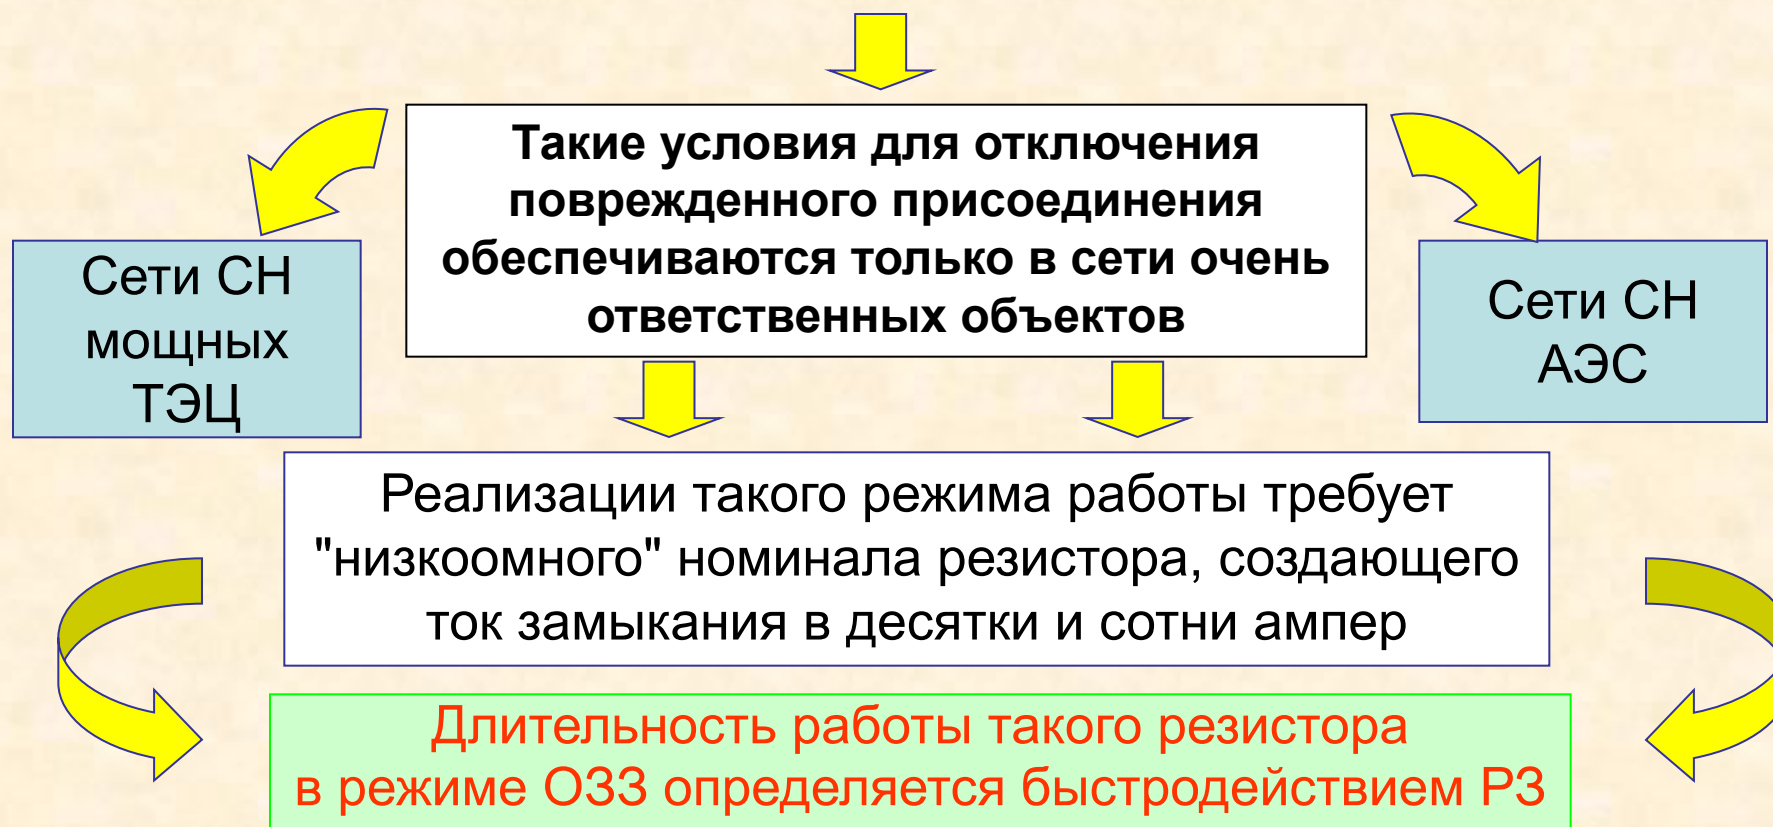 Такие условия для отключения
поврежденного присоединения
обеспечиваются только в сети очень
ответственных объектов
Сети СН
мощных
ТЭЦ
Сети СН
АЭС
Реализации такого режима работы требует
"низкоомного" номинала резистора, создающего
ток замыкания в десятки и сотни ампер
Длительность работы такого резистора
в режиме ОЗЗ определяется быстродействием РЗ